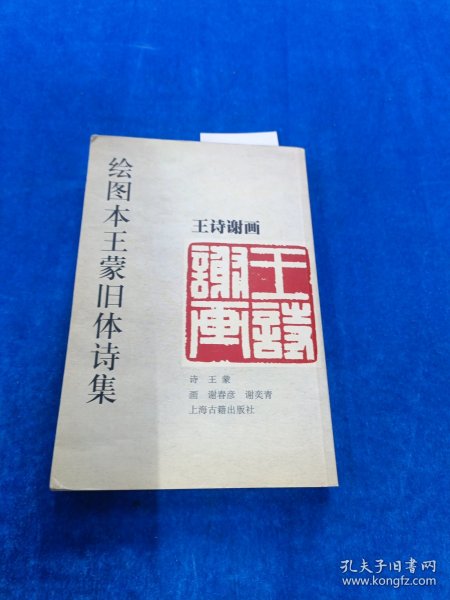 绘图本王蒙旧体诗集
王诗谢画
王詩
謝画
诗 王蒙
画 谢春彦 谢奕青
上海古籍出版社
孔夫子旧书网
www.kongfz.com